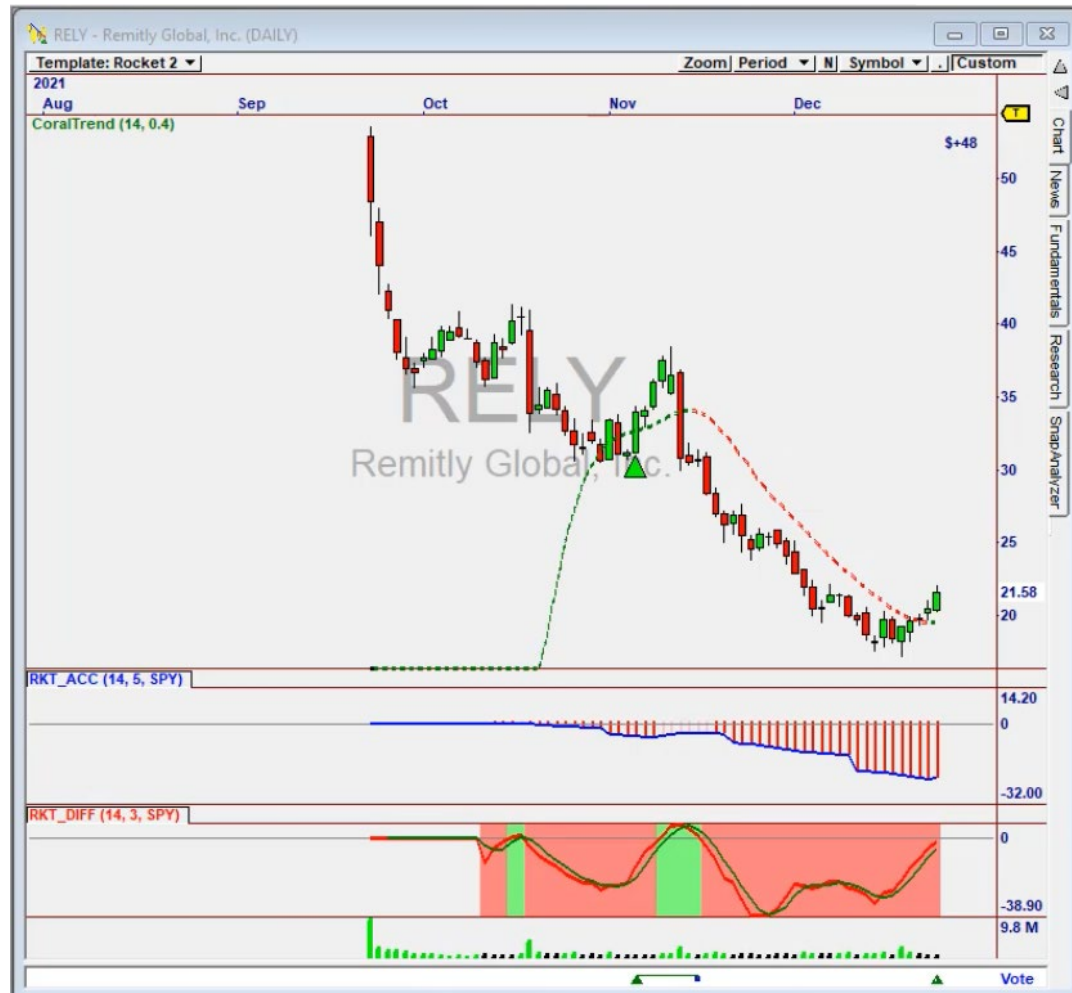 RELY - Remitly Global, Inc. (DAILY)
Template: Rocket 2
Zoom Period N Symbol . Custom
2021
Aug Sep Oct Nov Dec
CoralTrend (14, 0.4)
T
$+48
50
45
40
35
30
25
21.58
20
RELY
Remitly Global, Inc.
Chart
News
Fundamentals
Research
SnapAnalyzer
RKT_ACC (14, 5, SPY)
14.20
0
-32.00
RKT_DIFF (14, 3, SPY)
0
-38.90
9.8 M
Vote